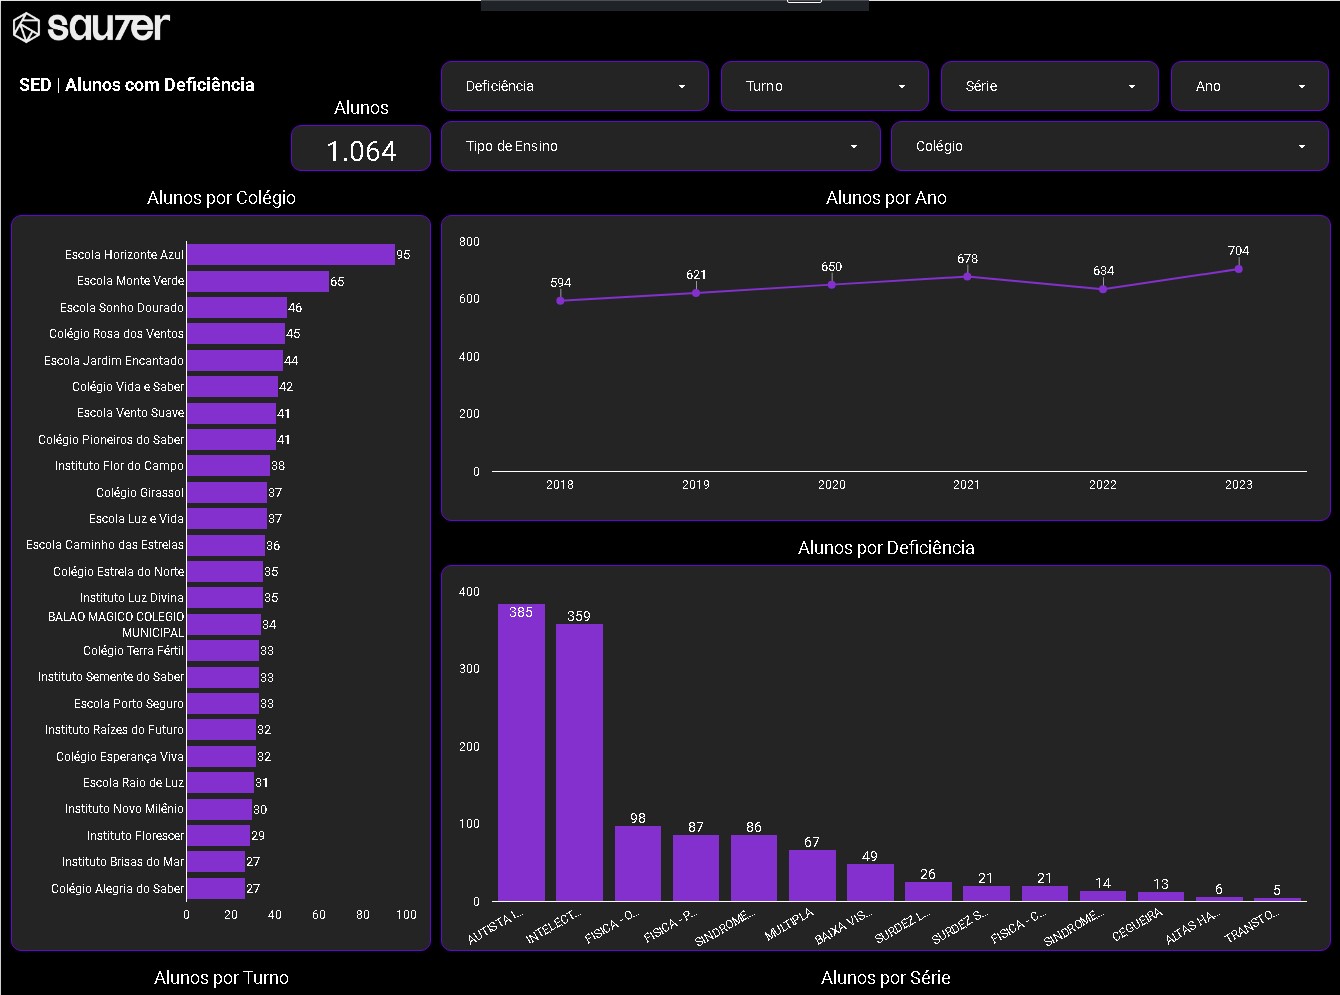 sau7er
SED | Alunos com Deficiência
Alunos
1.064
Deficiência
Turno
Série
Ano
Tipo de Ensino
Colégio
Alunos por Colégio
Escola Horizonte Azul 95
Escola Monte Verde 65
Escola Sonho Dourado 46
Colégio Rosa dos Ventos 45
Escola Jardim Encantado 44
Colégio Vida e Saber 42
Escola Vento Suave 41
Colégio Pioneiros do Saber 41
Instituto Flor do Campo 38
Colégio Girassol 37
Escola Luz e Vida 37
Escola Caminho das Estrelas 36
Colégio Estrela do Norte 35
Instituto Luz Divina 35
BALAO MAGICO COLEGIO
MUNICIPAL 34
Colégio Terra Fértil 33
Instituto Semente do Saber 33
Escola Porto Seguro 33
Instituto Raízes do Futuro 32
Colégio Esperança Viva 32
Escola Raio de Luz 31
Instituto Novo Milênio 30
Instituto Florescer 29
Instituto Brisas do Mar 27
Colégio Alegria do Saber 27
0 20 40 60 80 100
Alunos por Ano
800
600
400
200
0
594 621 650 678 634 704
2018 2019 2020 2021 2022 2023
Alunos por Deficiência
400
300
200
100
0
385 359 98 87 86 67 49 26 21 21 14 13 6 5
AUTISTA I...
INTELECT...
FISICA - O...
FISICA - P...
SINDROME...
MULTIPLA
BAIXA VIS...
SURDEZ L...
SURDEZ S...
FISICA - C...
SINDROME...
CEGUEIRA
ALTAS HA...
TRANSTO...
Alunos por Turno
Alunos por Série